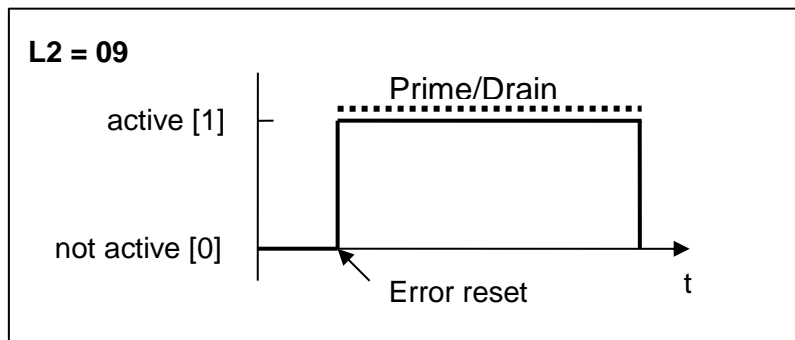 L2 = 09
Prime/Drain
active [1]
not active [0]
Error reset
t